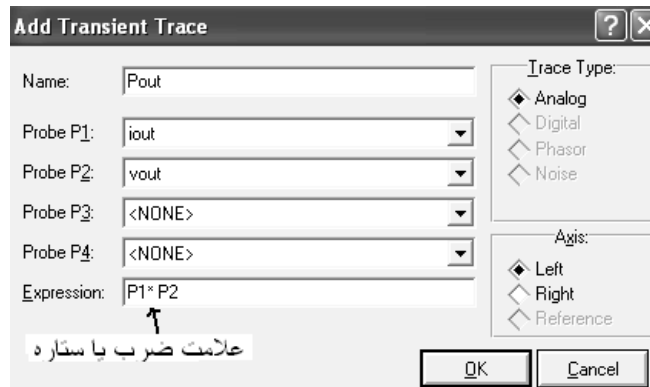 Add Transient Trace
Name: Pout
Probe P1: iout
Probe P2: vout
Probe P3: <NONE>
Probe P4: <NONE>
Expression: P1* P2
علامت ضرب یا ستاره
Trace Type:
Analog
Digital
Phasor
Noise
Axis:
Left
Right
Reference
OK Cancel